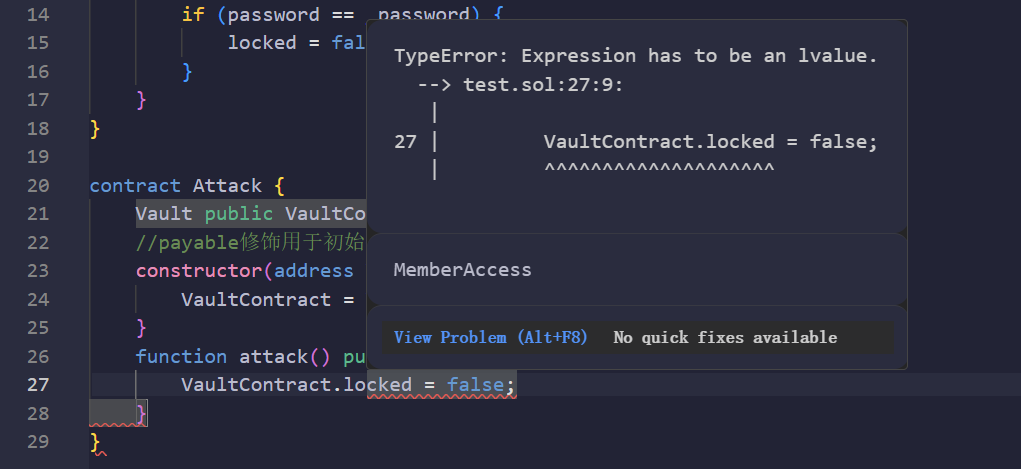 14 if (password == _password) {
15 locked = fal
16 }
17 }
18 }
19
20 contract Attack {
21 Vault public VaultCo
22 //payable修饰用于初始
23 constructor(address
24 VaultContract =
25 }
26 function attack() pu
27 VaultContract.locked = false;
28 }
29 }
TypeError: Expression has to be an lvalue.
--> test.sol:27:9:
|
27 | VaultContract.locked = false;
| ^^^^^^^^^^^^^^^^^^^^
MemberAccess
View Problem (Alt+F8) No quick fixes available